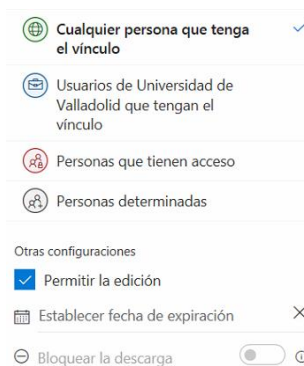 Cualquier persona que tenga
el vínculo
Usuarios de Universidad de
Valladolid que tengan el
vínculo
Personas que tienen acceso
Personas determinadas
Otras configuraciones
Permitir la edición
Establecer fecha de expiración
Bloquear la descarga